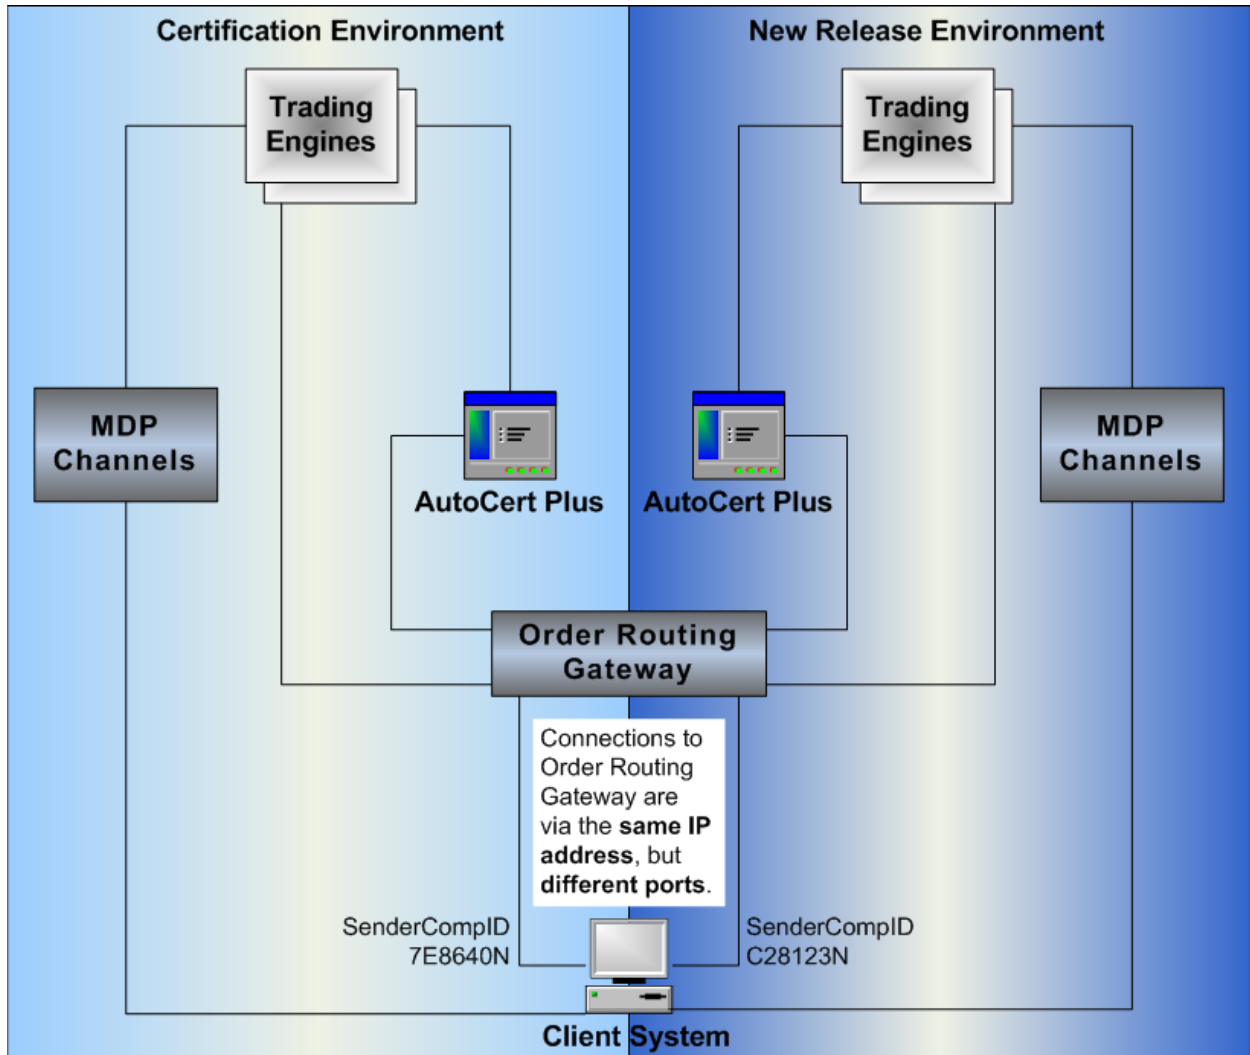 Certification Environment
New Release Environment
Trading
Engines
Trading
Engines
MDP
Channels
AutoCert Plus
AutoCert Plus
MDP
Channels
Order Routing
Gateway
Connections to
Order Routing
Gateway are
via the same IP
address, but
different ports.
SenderCompID
7E8640N
SenderCompID
C28123N
Client System